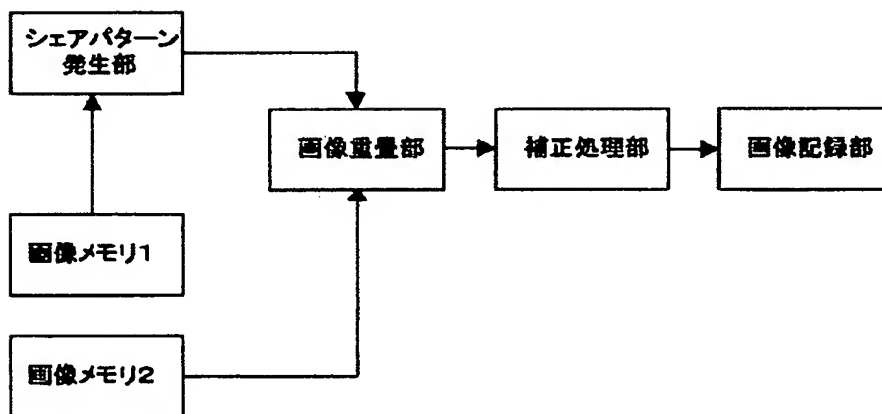 シェアパターン
発生部
画像重畳部
補正処理部
画像記録部
画像メモリ1
画像メモリ2